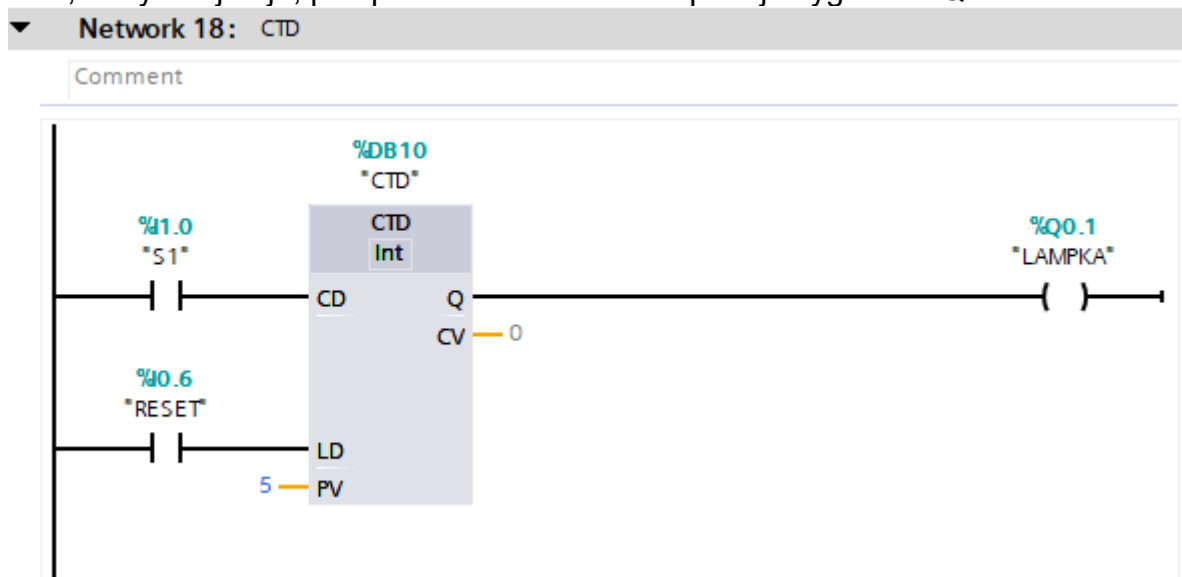 Network 18: CTD
Comment
%DB10
"CTD"
CTD
Int
%I1.0
"S1"
%Q0.1
"LAMPKA"
CD
Q
CV
0
%I0.6
"RESET"
LD
5
PV